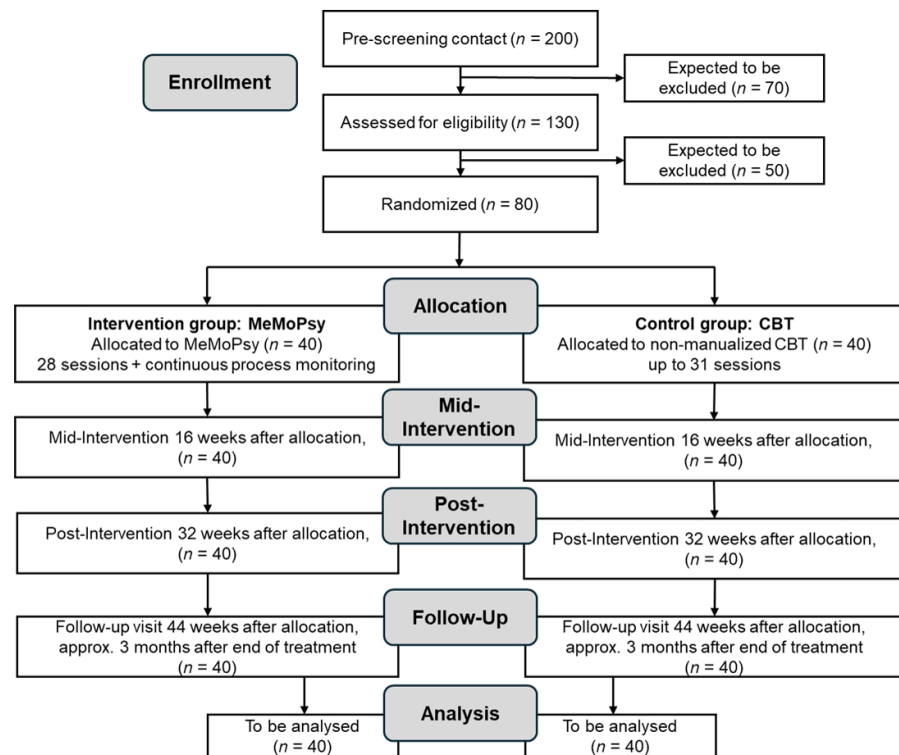 Pre-screening contact (n = 200)
Enrollment
Expected to be
excluded (n = 70)
Assessed for eligibility (n = 130)
Expected to be
excluded (n = 50)
Randomized (n = 80)
Allocation
Intervention group: MeMoPsy
Allocated to MeMoPsy (n = 40)
28 sessions + continuous process monitoring
Control group: CBT
Allocated to non-manualized CBT (n = 40)
up to 31 sessions
Mid-
Intervention
Mid-Intervention 16 weeks after allocation,
(n = 40)
Mid-Intervention 16 weeks after allocation,
(n = 40)
Post-
Intervention
Post-Intervention 32 weeks after allocation,
(n = 40)
Post-Intervention 32 weeks after allocation,
(n = 40)
Follow-Up
Follow-up visit 44 weeks after allocation,
approx. 3 months after end of treatment
(n = 40)
Follow-up visit 44 weeks after allocation,
approx. 3 months after end of treatment
(n = 40)
Analysis
To be analysed
(n = 40)
To be analysed
(n = 40)